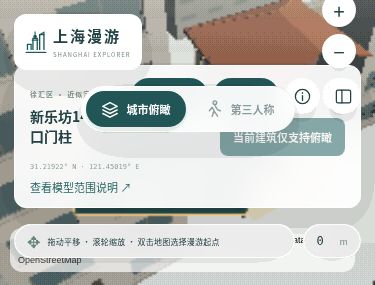 上海漫游
SHANGHAI EXPLORER
+
−
徐汇区 · 近似
城市俯瞰
第三人称
新乐坊1
口门柱
当前建筑仅支持俯瞰
31.21922° N · 121.45019° E
查看模型范围说明 ↗
拖动平移 · 滚轮缩放 · 双击地图选择漫游起点
0 m
OpenStreetMap